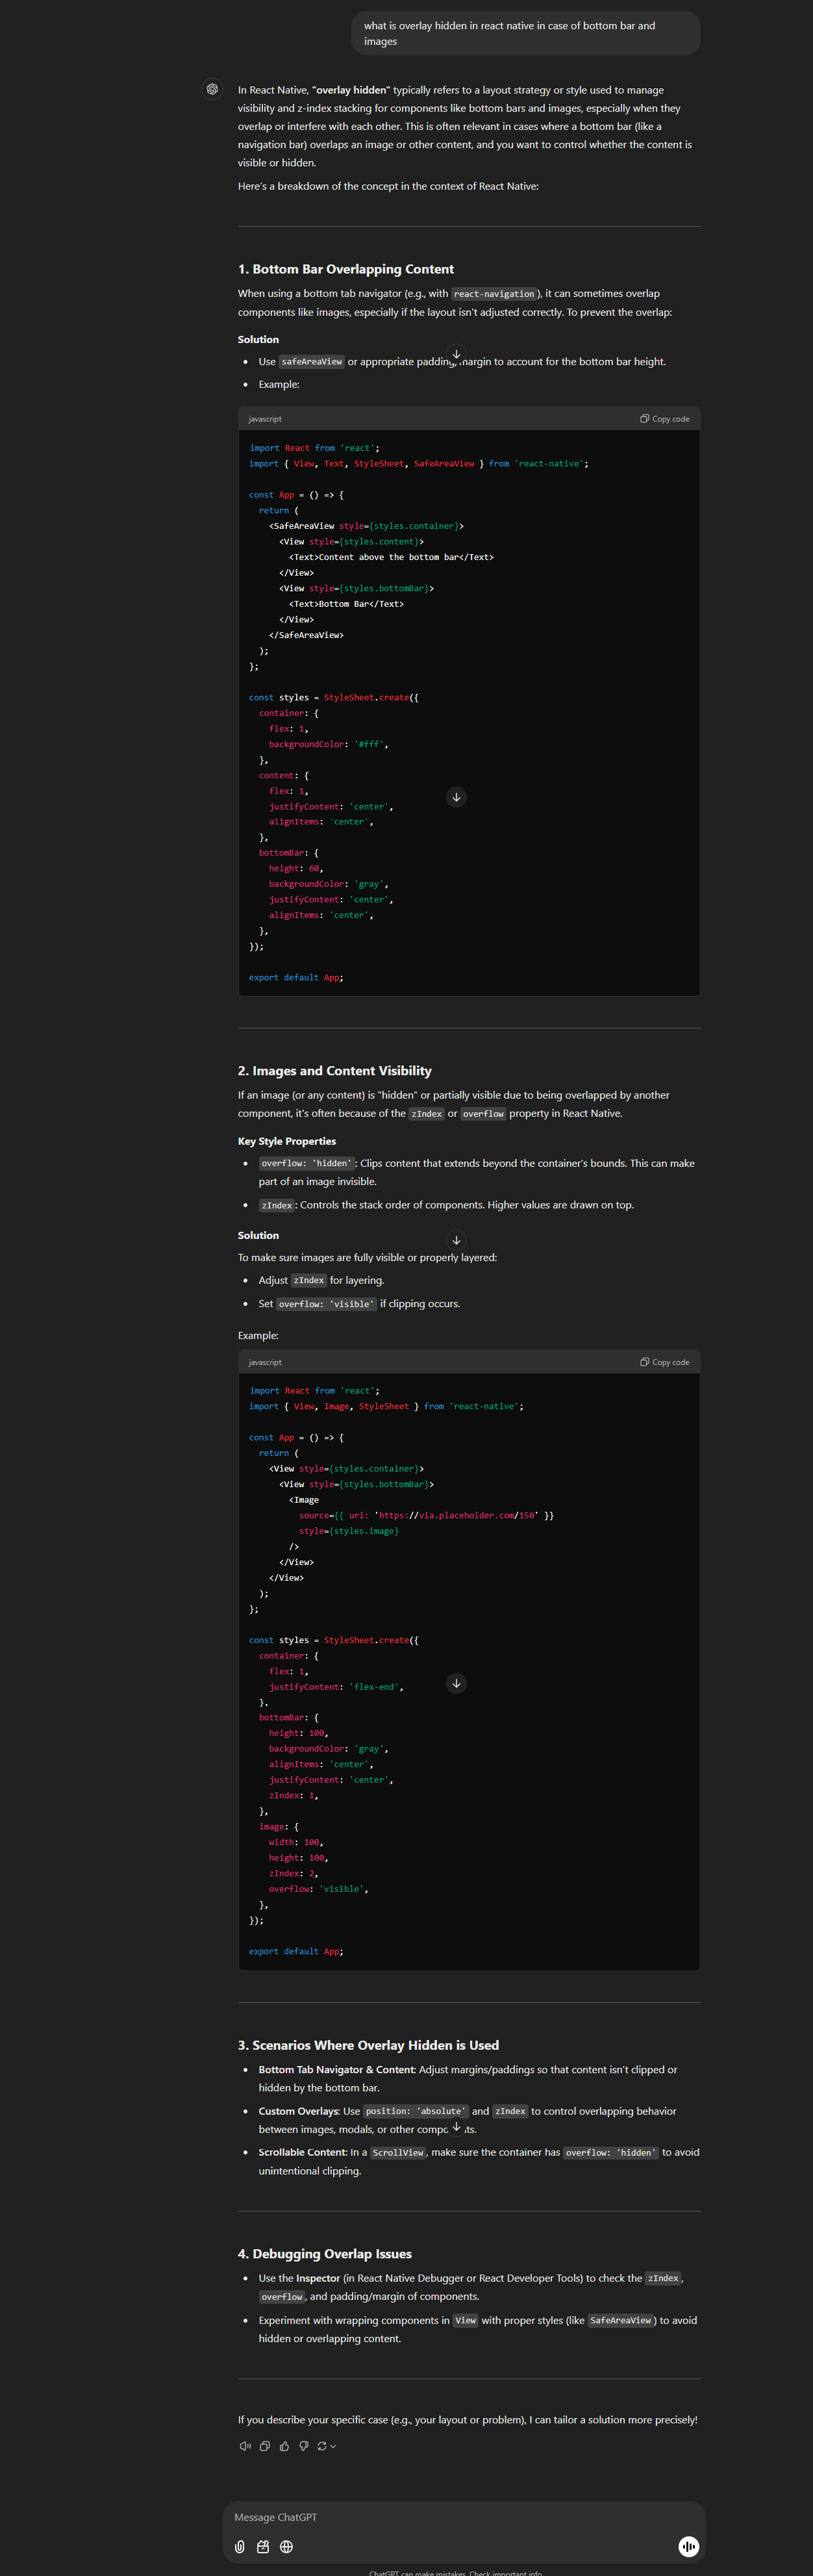 what is overlay hidden in react native in case of bottom bar and
images
In React Native, "overlay hidden" typically refers to a layout strategy or style used to manage
visibility and z-index stacking for components like bottom bars and images, especially when they
overlap or interfere with each other. This is often relevant in cases where a bottom bar (like a
navigation bar) overlaps an image or other content, and you want to control whether the content is
visible or hidden.
Here's a breakdown of the concept in the context of React Native:
1. Bottom Bar Overlapping Content
When using a bottom tab navigator (e.g., with react-navigation), it can sometimes overlap
components like images, especially if the layout isn't adjusted correctly. To prevent the overlap:
Solution
Use safeAreaView or appropriate padding/margin to account for the bottom bar height.
Example:
javascript
Copy code
import React from 'react';
import { View, Text, StyleSheet, SafeAreaView } from 'react-native';
const App = () => {
return (
<SafeAreaView style={styles.container}>
<View style={styles.content}>
<Text>Content above the bottom bar</Text>
</View>
<View style={styles.bottomBar}>
<Text>Bottom Bar</Text>
</View>
</SafeAreaView>
);
};
const styles = StyleSheet.create({
container: {
flex: 1,
backgroundColor: '#fff',
},
content: {
flex: 1,
justifyContent: 'center',
alignItems: 'center',
},
bottomBar: {
height: 60,
backgroundColor: 'gray',
justifyContent: 'center',
alignItems: 'center',
},
});
export default App;
2. Images and Content Visibility
If an image (or any content) is "hidden" or partially visible due to being overlapped by another
component, it's often because of the zIndex or overflow property in React Native.
Key Style Properties
overflow: 'hidden': Clips content that extends beyond the container's bounds. This can make
part of an image invisible.
zIndex: Controls the stack order of components. Higher values are drawn on top.
Solution
To make sure images are fully visible or properly layered:
Adjust zIndex for layering.
Set overflow: 'visible' if clipping occurs.
Example:
javascript
Copy code
import React from 'react';
import { View, Image, StyleSheet } from 'react-native';
const App = () => {
return (
<View style={styles.container}>
<View style={styles.bottomBar}>
<Image
source={{ uri: 'https://via.placeholder.com/150' }}
style={styles.image}
/>
</View>
</View>
);
};
const styles = StyleSheet.create({
container: {
flex: 1,
justifyContent: 'flex-end',
},
bottomBar: {
height: 100,
backgroundColor: 'gray',
alignItems: 'center',
justifyContent: 'center',
zIndex: 1,
},
image: {
width: 100,
height: 100,
zIndex: 2,
overflow: 'visible',
},
});
export default App;
3. Scenarios Where Overlay Hidden is Used
Bottom Tab Navigator & Content: Adjust margins/paddings so that content isn't clipped or
hidden by the bottom bar.
Custom Overlays: Use position: 'absolute' and zIndex to control overlapping behavior
between images, modals, or other components.
Scrollable Content: In a ScrollView, make sure the container has overflow: 'hidden' to avoid
unintentional clipping.
4. Debugging Overlap Issues
Use the Inspector (in React Native Debugger or React Developer Tools) to check the zIndex,
overflow, and padding/margin of components.
Experiment with wrapping components in View with proper styles (like SafeAreaView) to avoid
hidden or overlapping content.
If you describe your specific case (e.g., your layout or problem), I can tailor a solution more precisely!
Message ChatGPT
ChatGPT can make mistakes. Check important info.